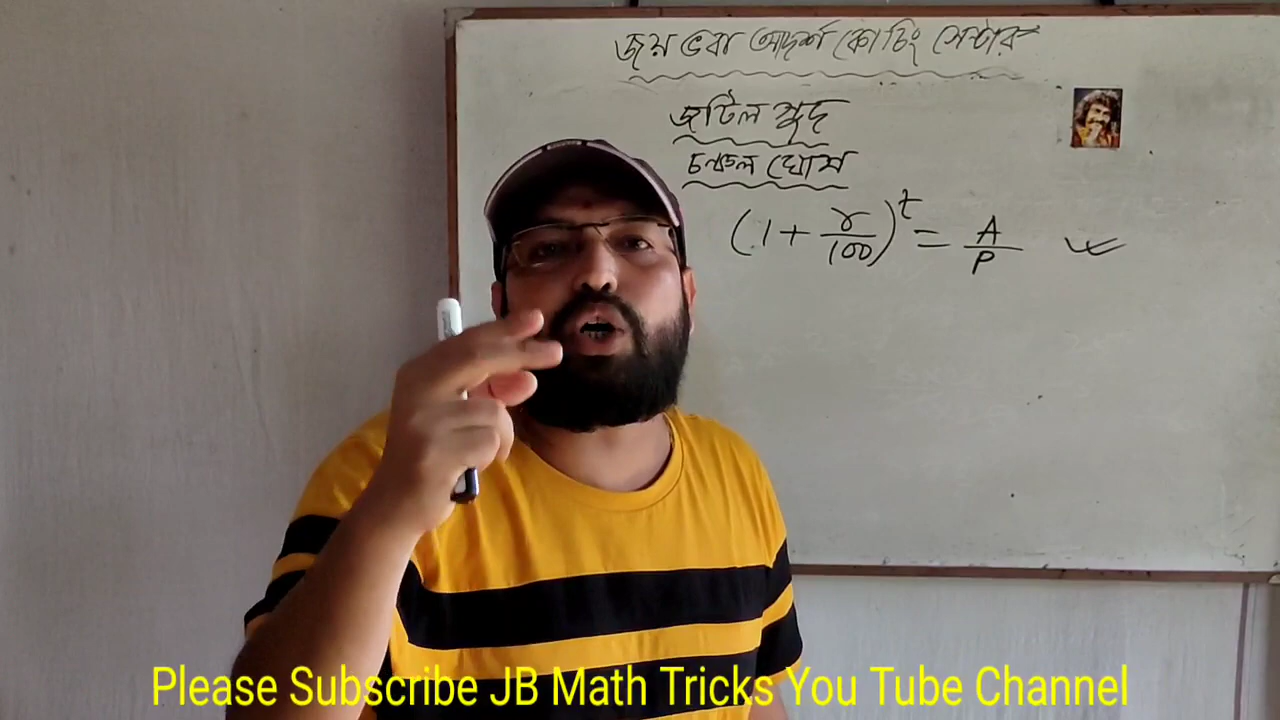 জয় ভবা আদর্শ কোচিং সেন্টার
জটিল সুদ
চঞ্চল ঘোষ
(1 + r/100)^t = A/P
Please Subscribe JB Math Tricks You Tube Channel